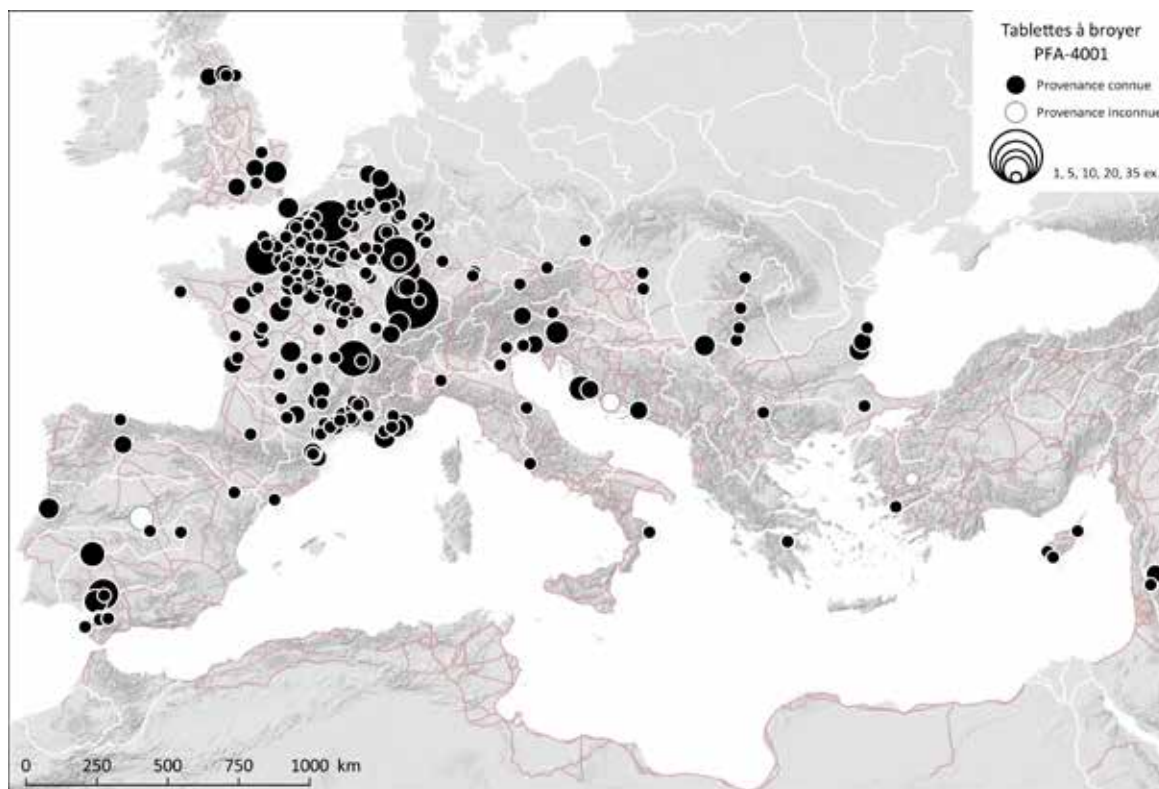 Tablettes à broyer
PFA-4001
Provenance connue
Provenance inconnue
1, 5, 10, 20, 35 ex.
0 250 500 750 1000 km